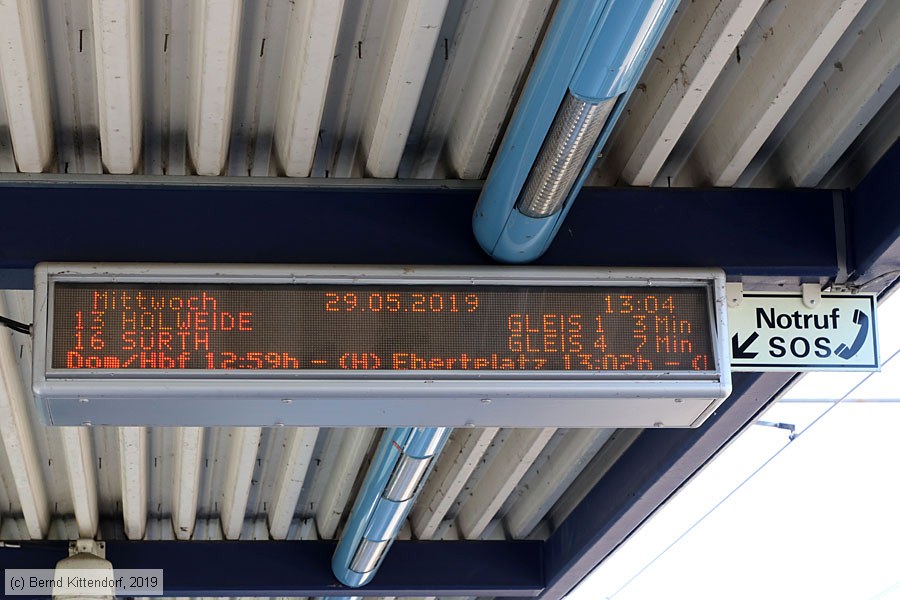 Mittwoch 29.05.2019 13:04
13 HOLWEIDE GLEIS 1 3 Min
16 SÜRTH GLEIS 4 7 Min
Dom/Hbf 12:59h - (H) Ebertplatz 13:02h -
Notruf
SOS
(c) Bernd Kittendorf, 2019